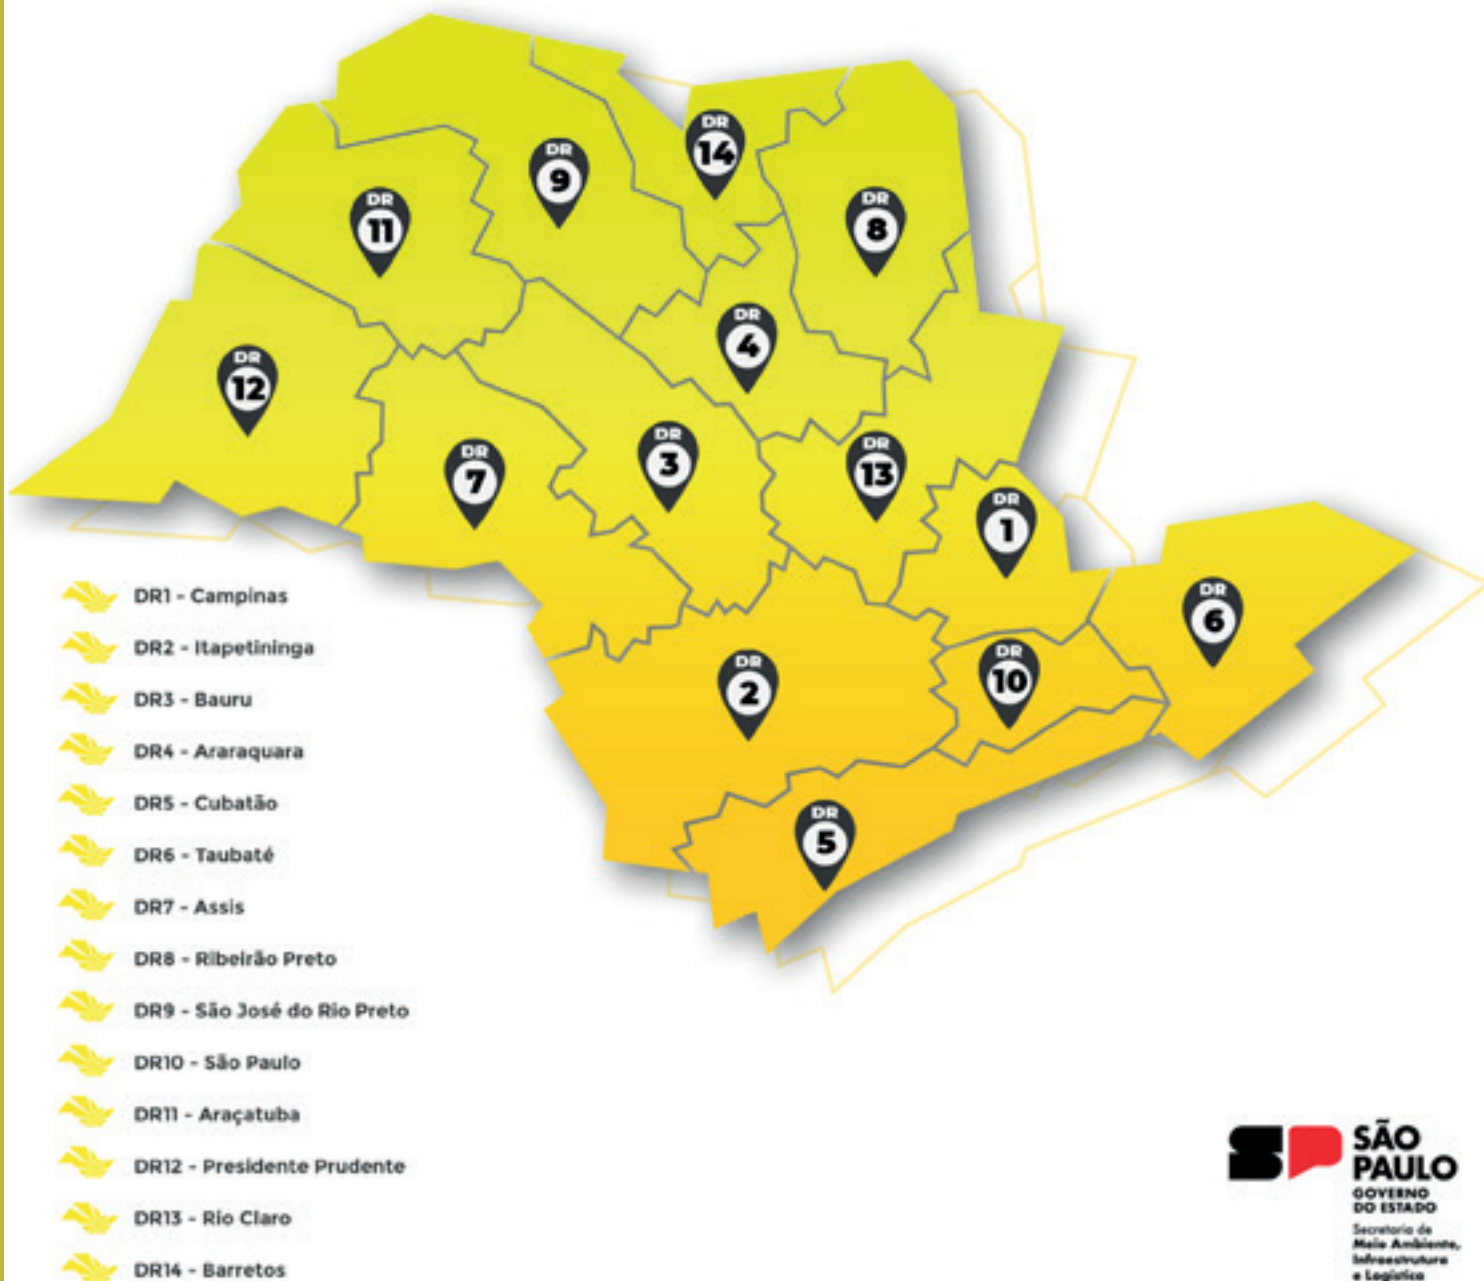 DR
14
DR
9
DR
11
DR
8
DR
4
DR
12
DR
3
DR
13
DR
7
DR
1
DR
6
DR
10
DR
2
DR
5
DR1 - Campinas
DR2 - Itapetininga
DR3 - Bauru
DR4 - Araraquara
DR5 - Cubatão
DR6 - Taubaté
DR7 - Assis
DR8 - Ribeirão Preto
DR9 - São José do Rio Preto
DR10 - São Paulo
DR11 - Araçatuba
DR12 - Presidente Prudente
DR13 - Rio Claro
DR14 - Barretos
SP
SÃO
PAULO
GOVERNO
DO ESTADO
Secretaria de
Meio Ambiente,
Infraestrutura
e Logística